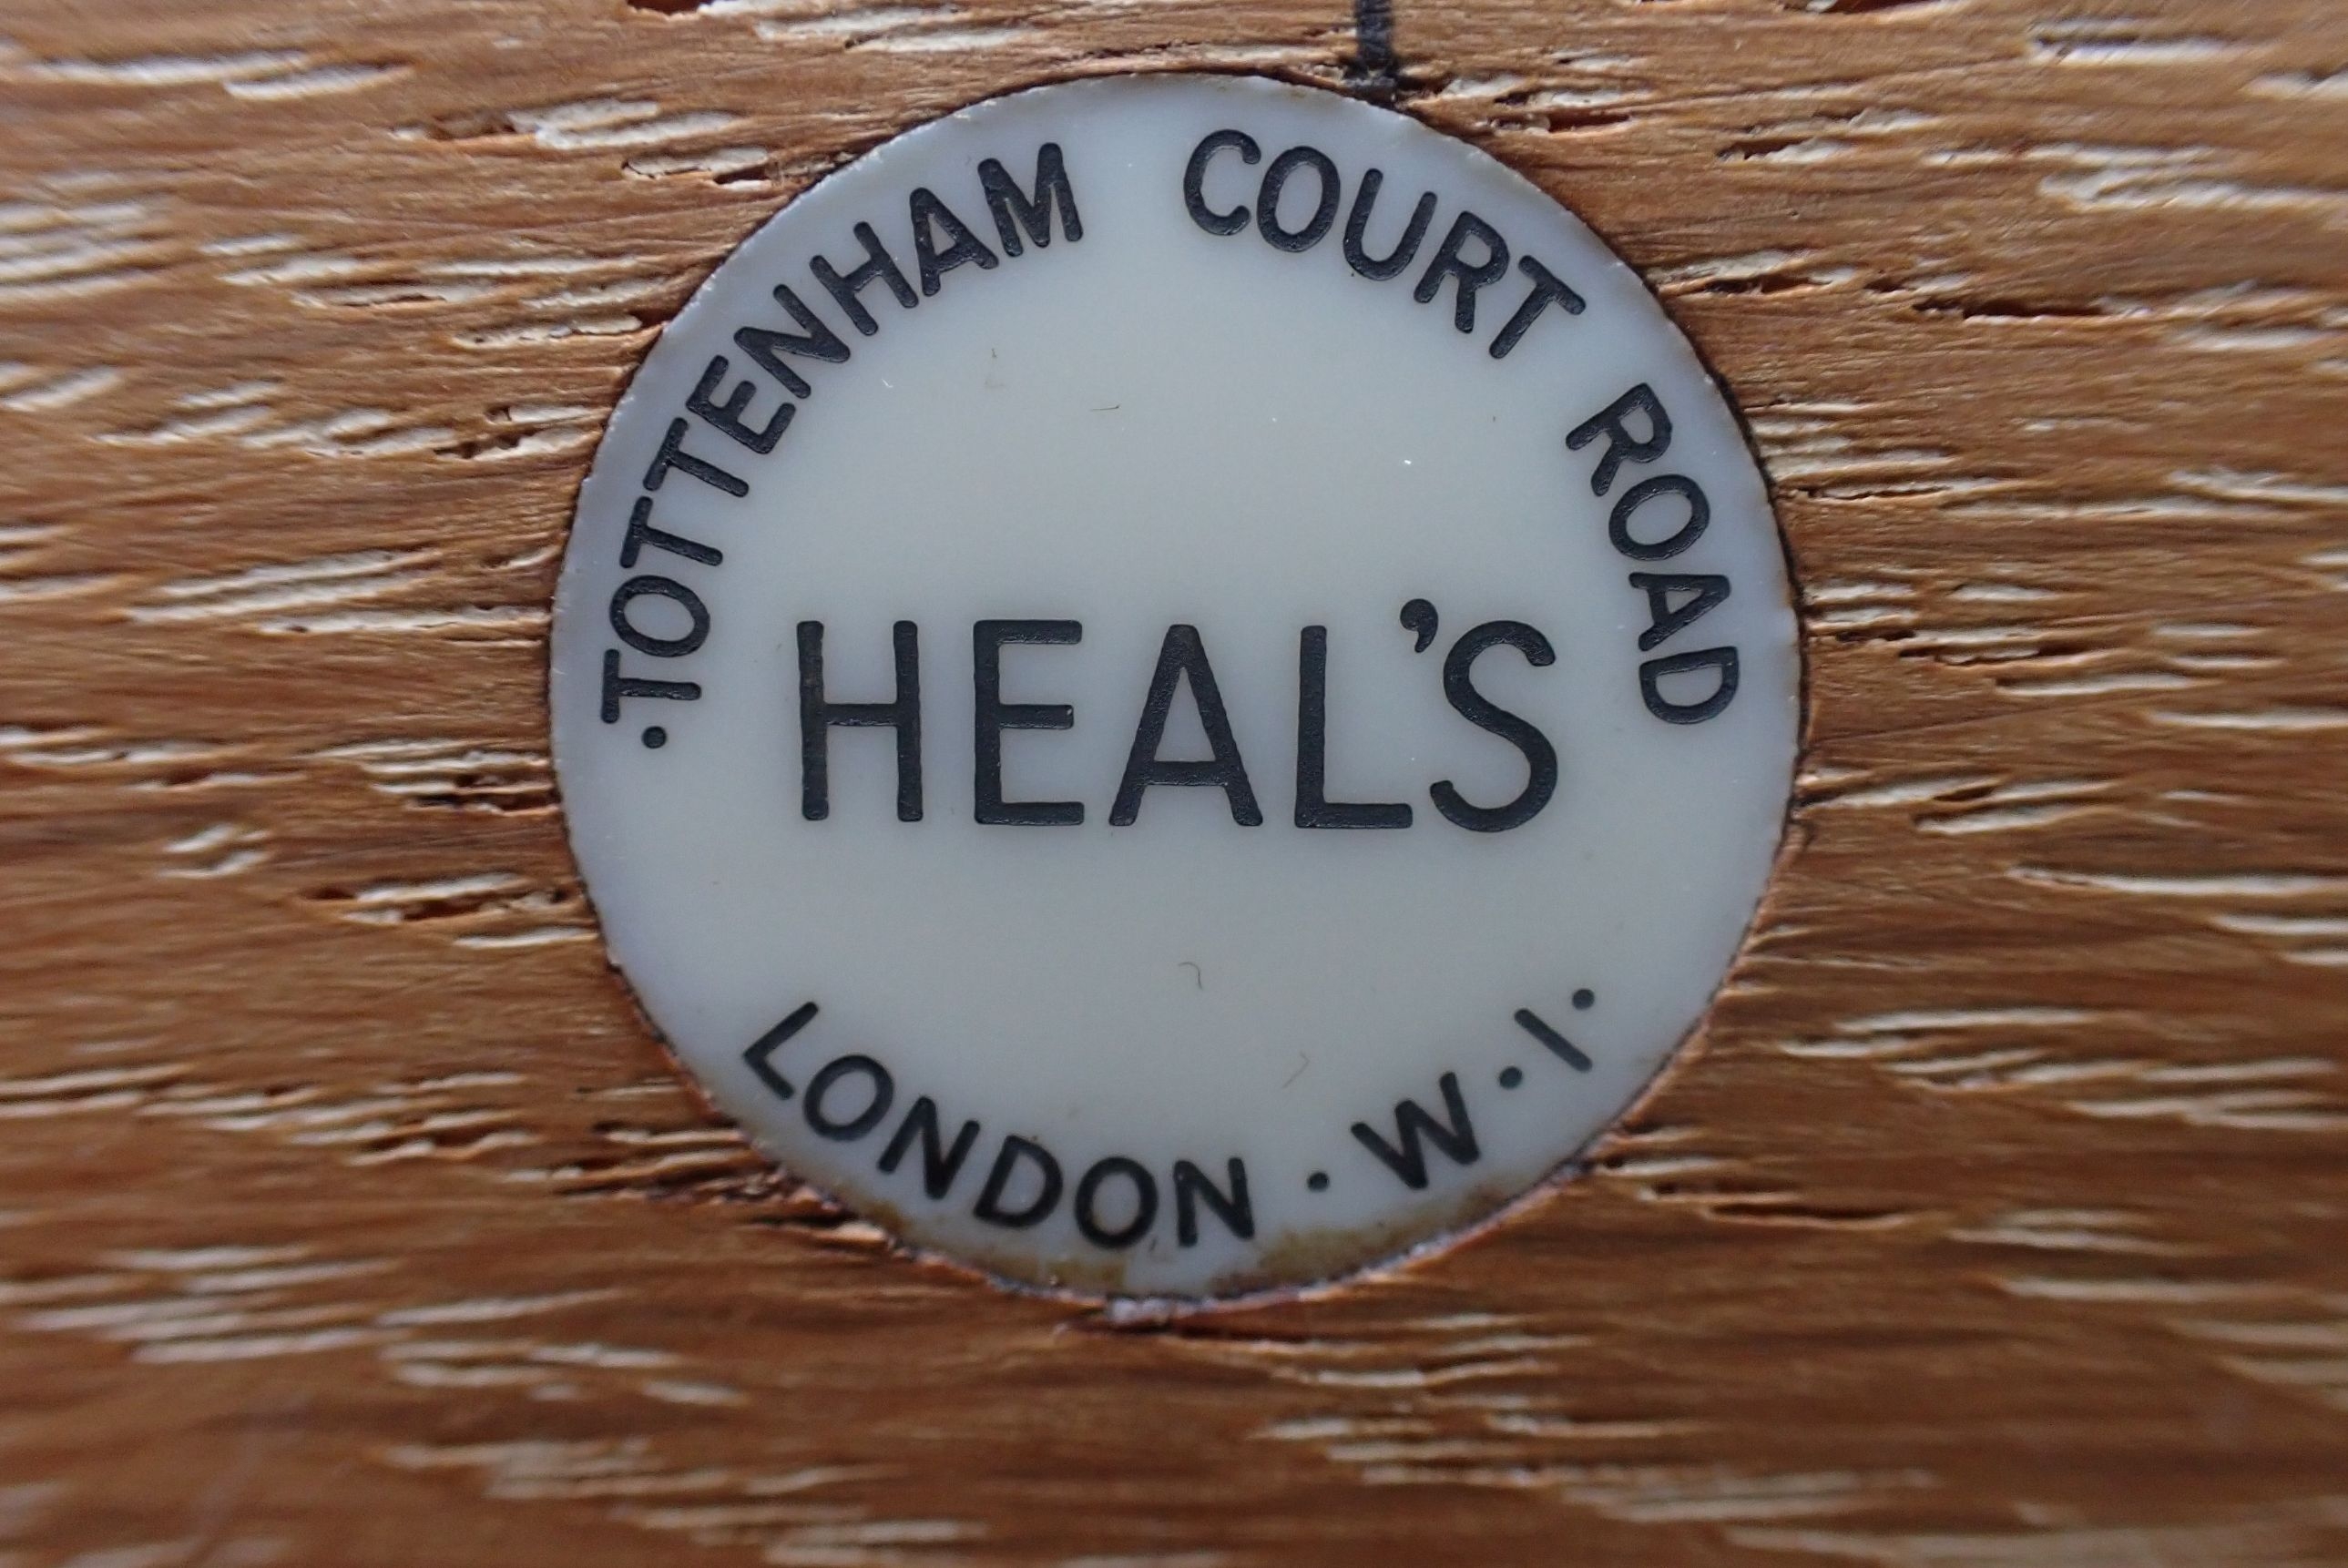 ·TOTTENHAM COURT ROAD
HEAL'S
LONDON · W·1·